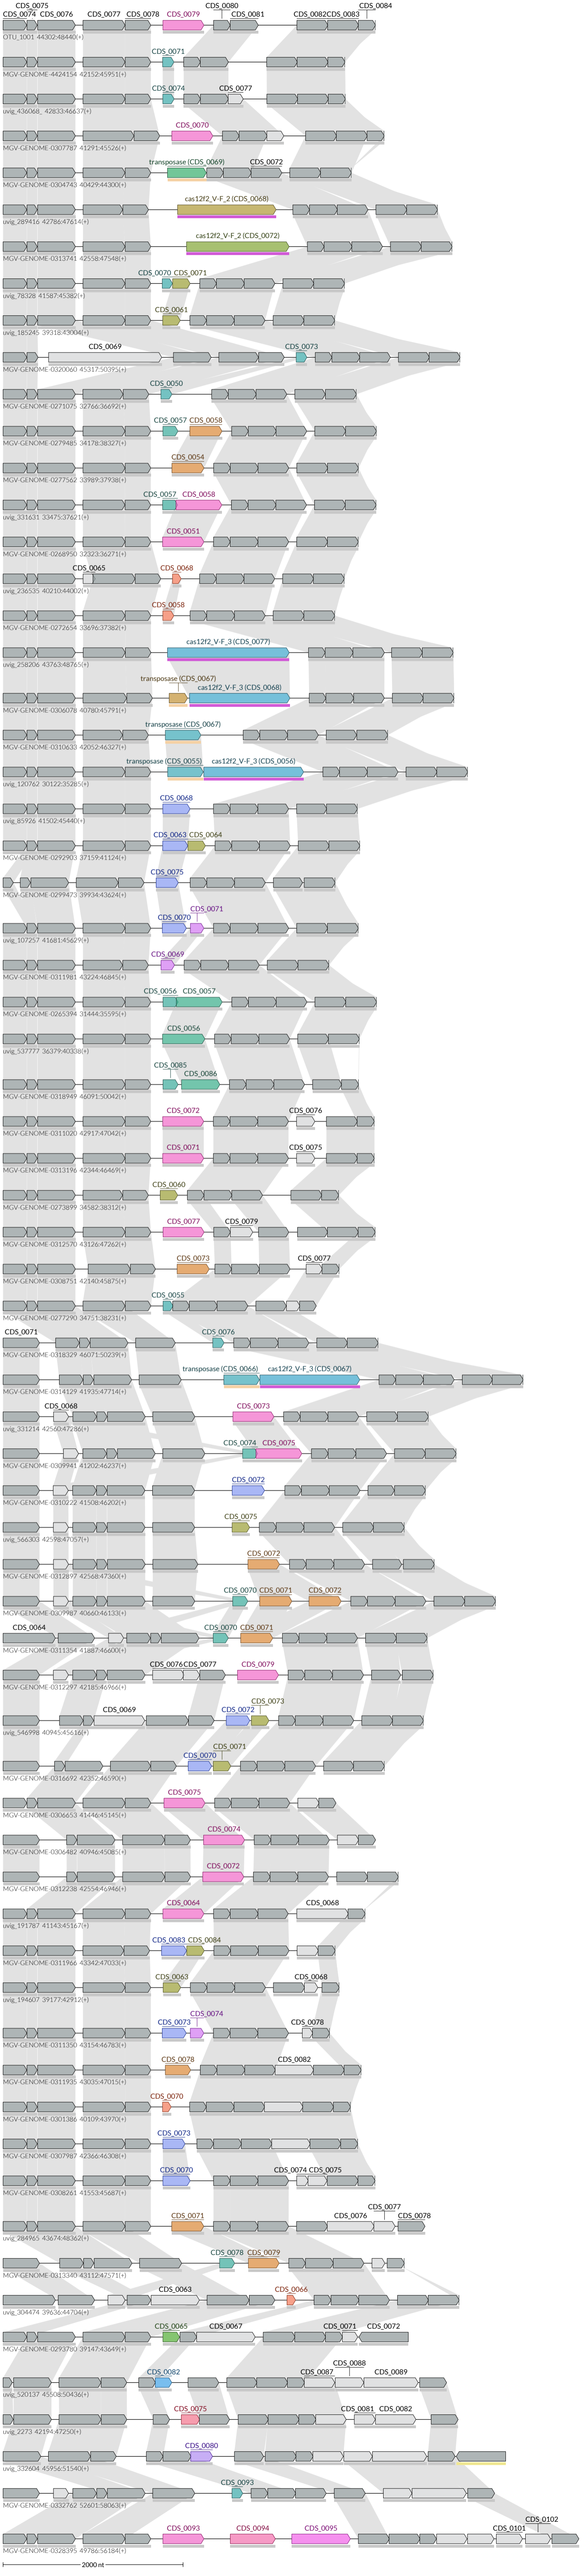 CDS_0075 CDS_0080 CDS_0084
CDS_0074 CDS_0076 CDS_0077 CDS_0078 CDS_0079 CDS_0081 CDS_0082 CDS_0083
OTU_1001 44302:48440(+)
CDS_0071
MGV-GENOME-4424154 42152:45951(+)
CDS_0074 CDS_0077
uvig_436068_ 42833:46637(+)
CDS_0070
MGV-GENOME-0307787 41291:45526(+)
transposase (CDS_0069) CDS_0072
MGV-GENOME-0304743 40429:44300(+)
cas12f2_V-F_2 (CDS_0068)
uvig_289416 42786:47614(+)
cas12f2_V-F_2 (CDS_0072)
MGV-GENOME-0313741 42558:47548(+)
CDS_0070 CDS_0071
uvig_78328 41587:45382(+)
CDS_0061
uvig_185245 39318:43004(+)
CDS_0069 CDS_0073
MGV-GENOME-0320060 45317:50395(+)
CDS_0050
MGV-GENOME-0271075 32766:36692(+)
CDS_0057 CDS_0058
MGV-GENOME-0279485 34178:38327(+)
CDS_0054
MGV-GENOME-0277562 33989:37938(+)
CDS_0057 CDS_0058
uvig_331631 33475:37621(+)
CDS_0051
MGV-GENOME-0268950 32323:36271(+)
CDS_0065 CDS_0068
uvig_236535 40210:44002(+)
CDS_0058
MGV-GENOME-0272654 33696:37382(+)
cas12f2_V-F_3 (CDS_0077)
uvig_258206 43763:48765(+)
transposase (CDS_0067)
cas12f2_V-F_3 (CDS_0068)
MGV-GENOME-0306078 40780:45791(+)
transposase (CDS_0067)
MGV-GENOME-0310633 42052:46327(+)
transposase (CDS_0055) cas12f2_V-F_3 (CDS_0056)
uvig_120762 30122:35285(+)
CDS_0068
uvig_85926 41502:45440(+)
CDS_0063 CDS_0064
MGV-GENOME-0292903 37159:41124(+)
CDS_0075
MGV-GENOME-0299473 39934:43624(+)
CDS_0071
CDS_0070
uvig_107257 41681:45629(+)
CDS_0069
MGV-GENOME-0311981 43224:46845(+)
CDS_0056 CDS_0057
MGV-GENOME-0265394 31444:35595(+)
CDS_0056
uvig_537777 36379:40338(+)
CDS_0085
CDS_0086
MGV-GENOME-0318949 46091:50042(+)
CDS_0072 CDS_0076
MGV-GENOME-0311020 42917:47042(+)
CDS_0071 CDS_0075
MGV-GENOME-0313196 42344:46469(+)
CDS_0060
MGV-GENOME-0273899 34582:38312(+)
CDS_0077 CDS_0079
MGV-GENOME-0312570 43126:47262(+)
CDS_0073 CDS_0077
MGV-GENOME-0308751 42140:45875(+)
CDS_0055
MGV-GENOME-0277290 34751:38231(+)
CDS_0071 CDS_0076
MGV-GENOME-0318329 46071:50239(+)
transposase (CDS_0066) cas12f2_V-F_3 (CDS_0067)
MGV-GENOME-0314129 41935:47714(+)
CDS_0068 CDS_0073
uvig_331214 42560:47286(+)
CDS_0074 CDS_0075
MGV-GENOME-0309941 41202:46237(+)
CDS_0072
MGV-GENOME-0310222 41508:46202(+)
CDS_0075
uvig_566303 42598:47057(+)
CDS_0072
MGV-GENOME-0312897 42568:47360(+)
CDS_0070 CDS_0071 CDS_0072
MGV-GENOME-0309987 40660:46133(+)
CDS_0064 CDS_0070 CDS_0071
MGV-GENOME-0311354 41887:46600(+)
CDS_0076 CDS_0077 CDS_0079
MGV-GENOME-0312297 42185:46966(+)
CDS_0073
CDS_0069 CDS_0072
uvig_546998 40945:45616(+)
CDS_0071
CDS_0070
MGV-GENOME-0316692 42352:46590(+)
CDS_0075
MGV-GENOME-0306653 41446:45145(+)
CDS_0074
MGV-GENOME-0306482 40946:45085(+)
CDS_0072
MGV-GENOME-0312238 42554:46946(+)
CDS_0064 CDS_0068
uvig_191787 41143:45167(+)
CDS_0083 CDS_0084
MGV-GENOME-0311966 43342:47033(+)
CDS_0063 CDS_0068
uvig_194607 39177:42912(+)
CDS_0074
CDS_0073 CDS_0078
MGV-GENOME-0311350 43154:46783(+)
CDS_0078 CDS_0082
MGV-GENOME-0311935 43035:47015(+)
CDS_0070
MGV-GENOME-0301386 40109:43970(+)
CDS_0073
MGV-GENOME-0307987 42366:46308(+)
CDS_0070 CDS_0074 CDS_0075
MGV-GENOME-0308261 41553:45687(+)
CDS_0077
CDS_0071 CDS_0076 CDS_0078
uvig_284965 43674:48362(+)
CDS_0078 CDS_0079
MGV-GENOME-0313340 43112:47571(+)
CDS_0063 CDS_0066
uvig_304474 39636:44704(+)
CDS_0065 CDS_0067 CDS_0071 CDS_0072
MGV-GENOME-0293780 39147:43649(+)
CDS_0088
CDS_0082 CDS_0087 CDS_0089
uvig_520137 45508:50436(+)
CDS_0075 CDS_0081 CDS_0082
uvig_2273 42194:47250(+)
CDS_0080
uvig_332604 45956:51540(+)
CDS_0093
MGV-GENOME-0332762 52601:58063(+)
CDS_0102
CDS_0093 CDS_0094 CDS_0095 CDS_0101
MGV-GENOME-0328395 49786:56184(+)
2000 nt